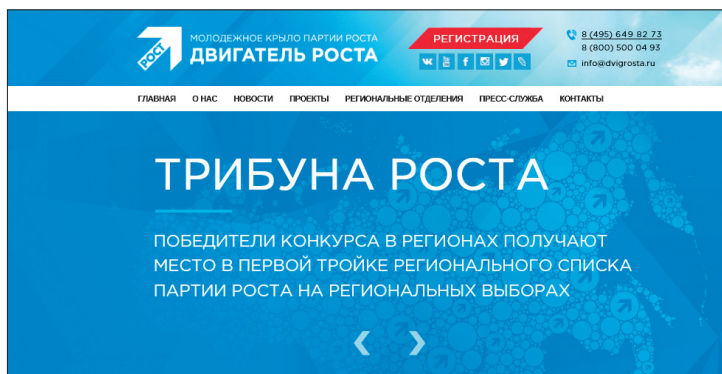 РОСТ
МОЛОДЕЖНОЕ КРЫЛО ПАРТИИ РОСТА
ДВИГАТЕЛЬ РОСТА
РЕГИСТРАЦИЯ
8 (495) 649 82 73
8 (800) 500 04 93
info@dvigrosta.ru
ГЛАВНАЯ О НАС НОВОСТИ ПРОЕКТЫ РЕГИОНАЛЬНЫЕ ОТДЕЛЕНИЯ ПРЕСС-СЛУЖБА КОНТАКТЫ
ТРИБУНА РОСТА
ПОБЕДИТЕЛИ КОНКУРСА В РЕГИОНАХ ПОЛУЧАЮТ
МЕСТО В ПЕРВОЙ ТРОЙКЕ РЕГИОНАЛЬНОГО СПИСКА
ПАРТИИ РОСТА НА РЕГИОНАЛЬНЫХ ВЫБОРАХ